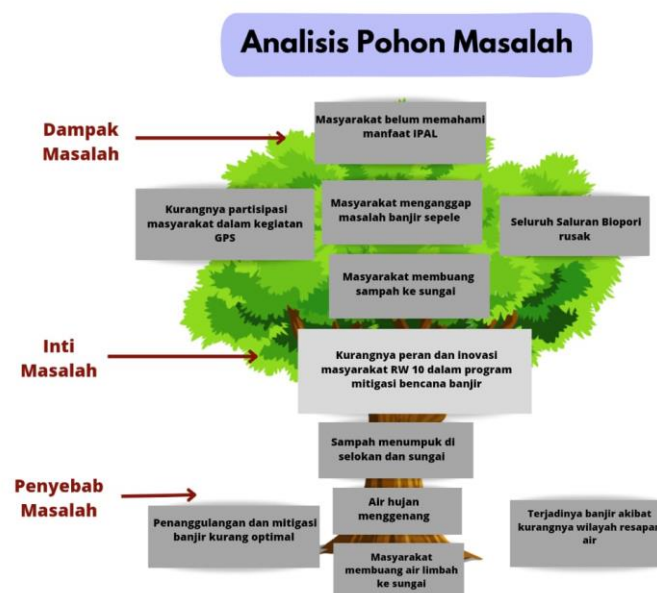 Analisis Pohon Masalah
Dampak
Masalah
Masyarakat belum memahami
manfaat IPAL
Kurangnya partisipasi
masyarakat dalam kegiatan
GPS
Masyarakat menganggap
masalah banjir sepele
Seluruh Saluran Biopori
rusak
Masyarakat membuang
sampah ke sungai
Inti
Masalah
Kurangnya peran dan inovasi
masyarakat RW 10 dalam program
mitigasi bencana banjir
Sampah menumpuk di
selokan dan sungai
Penyebab
Masalah
Penanggulangan dan mitigasi
banjir kurang optimal
Air hujan
menggenang
Terjadinya banjir akibat
kurangnya wilayah resapan
air
Masyarakat
membuang air limbah
ke sungai